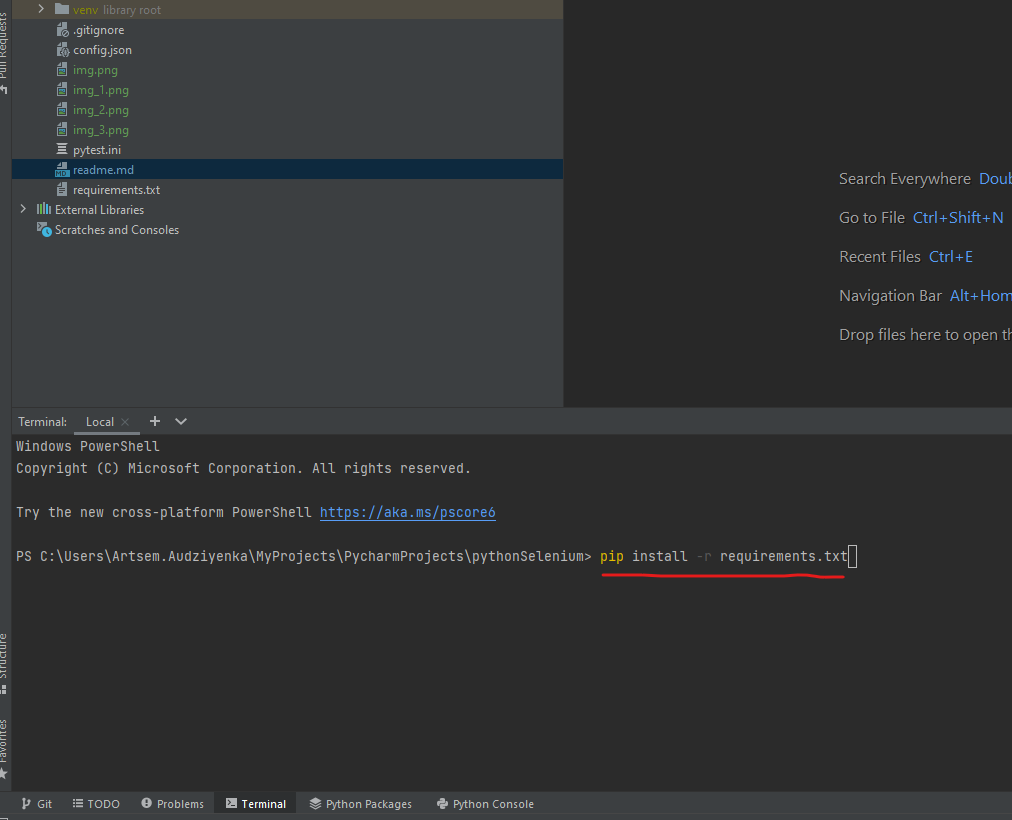 Pull Requests
venv library root
.gitignore
config.json
img.png
img_1.png
img_2.png
img_3.png
pytest.ini
readme.md
requirements.txt
External Libraries
Scratches and Consoles
Search Everywhere Doub
Go to File Ctrl+Shift+N
Recent Files Ctrl+E
Navigation Bar Alt+Hom
Drop files here to open th
Terminal: Local
Windows PowerShell
Copyright (C) Microsoft Corporation. All rights reserved.
Try the new cross-platform PowerShell https://aka.ms/pscore6
PS C:\Users\Artsem.Audziyenka\MyProjects\PycharmProjects\pythonSelenium> pip install -r requirements.txt
Structure
Favorites
Git TODO Problems Terminal Python Packages Python Console